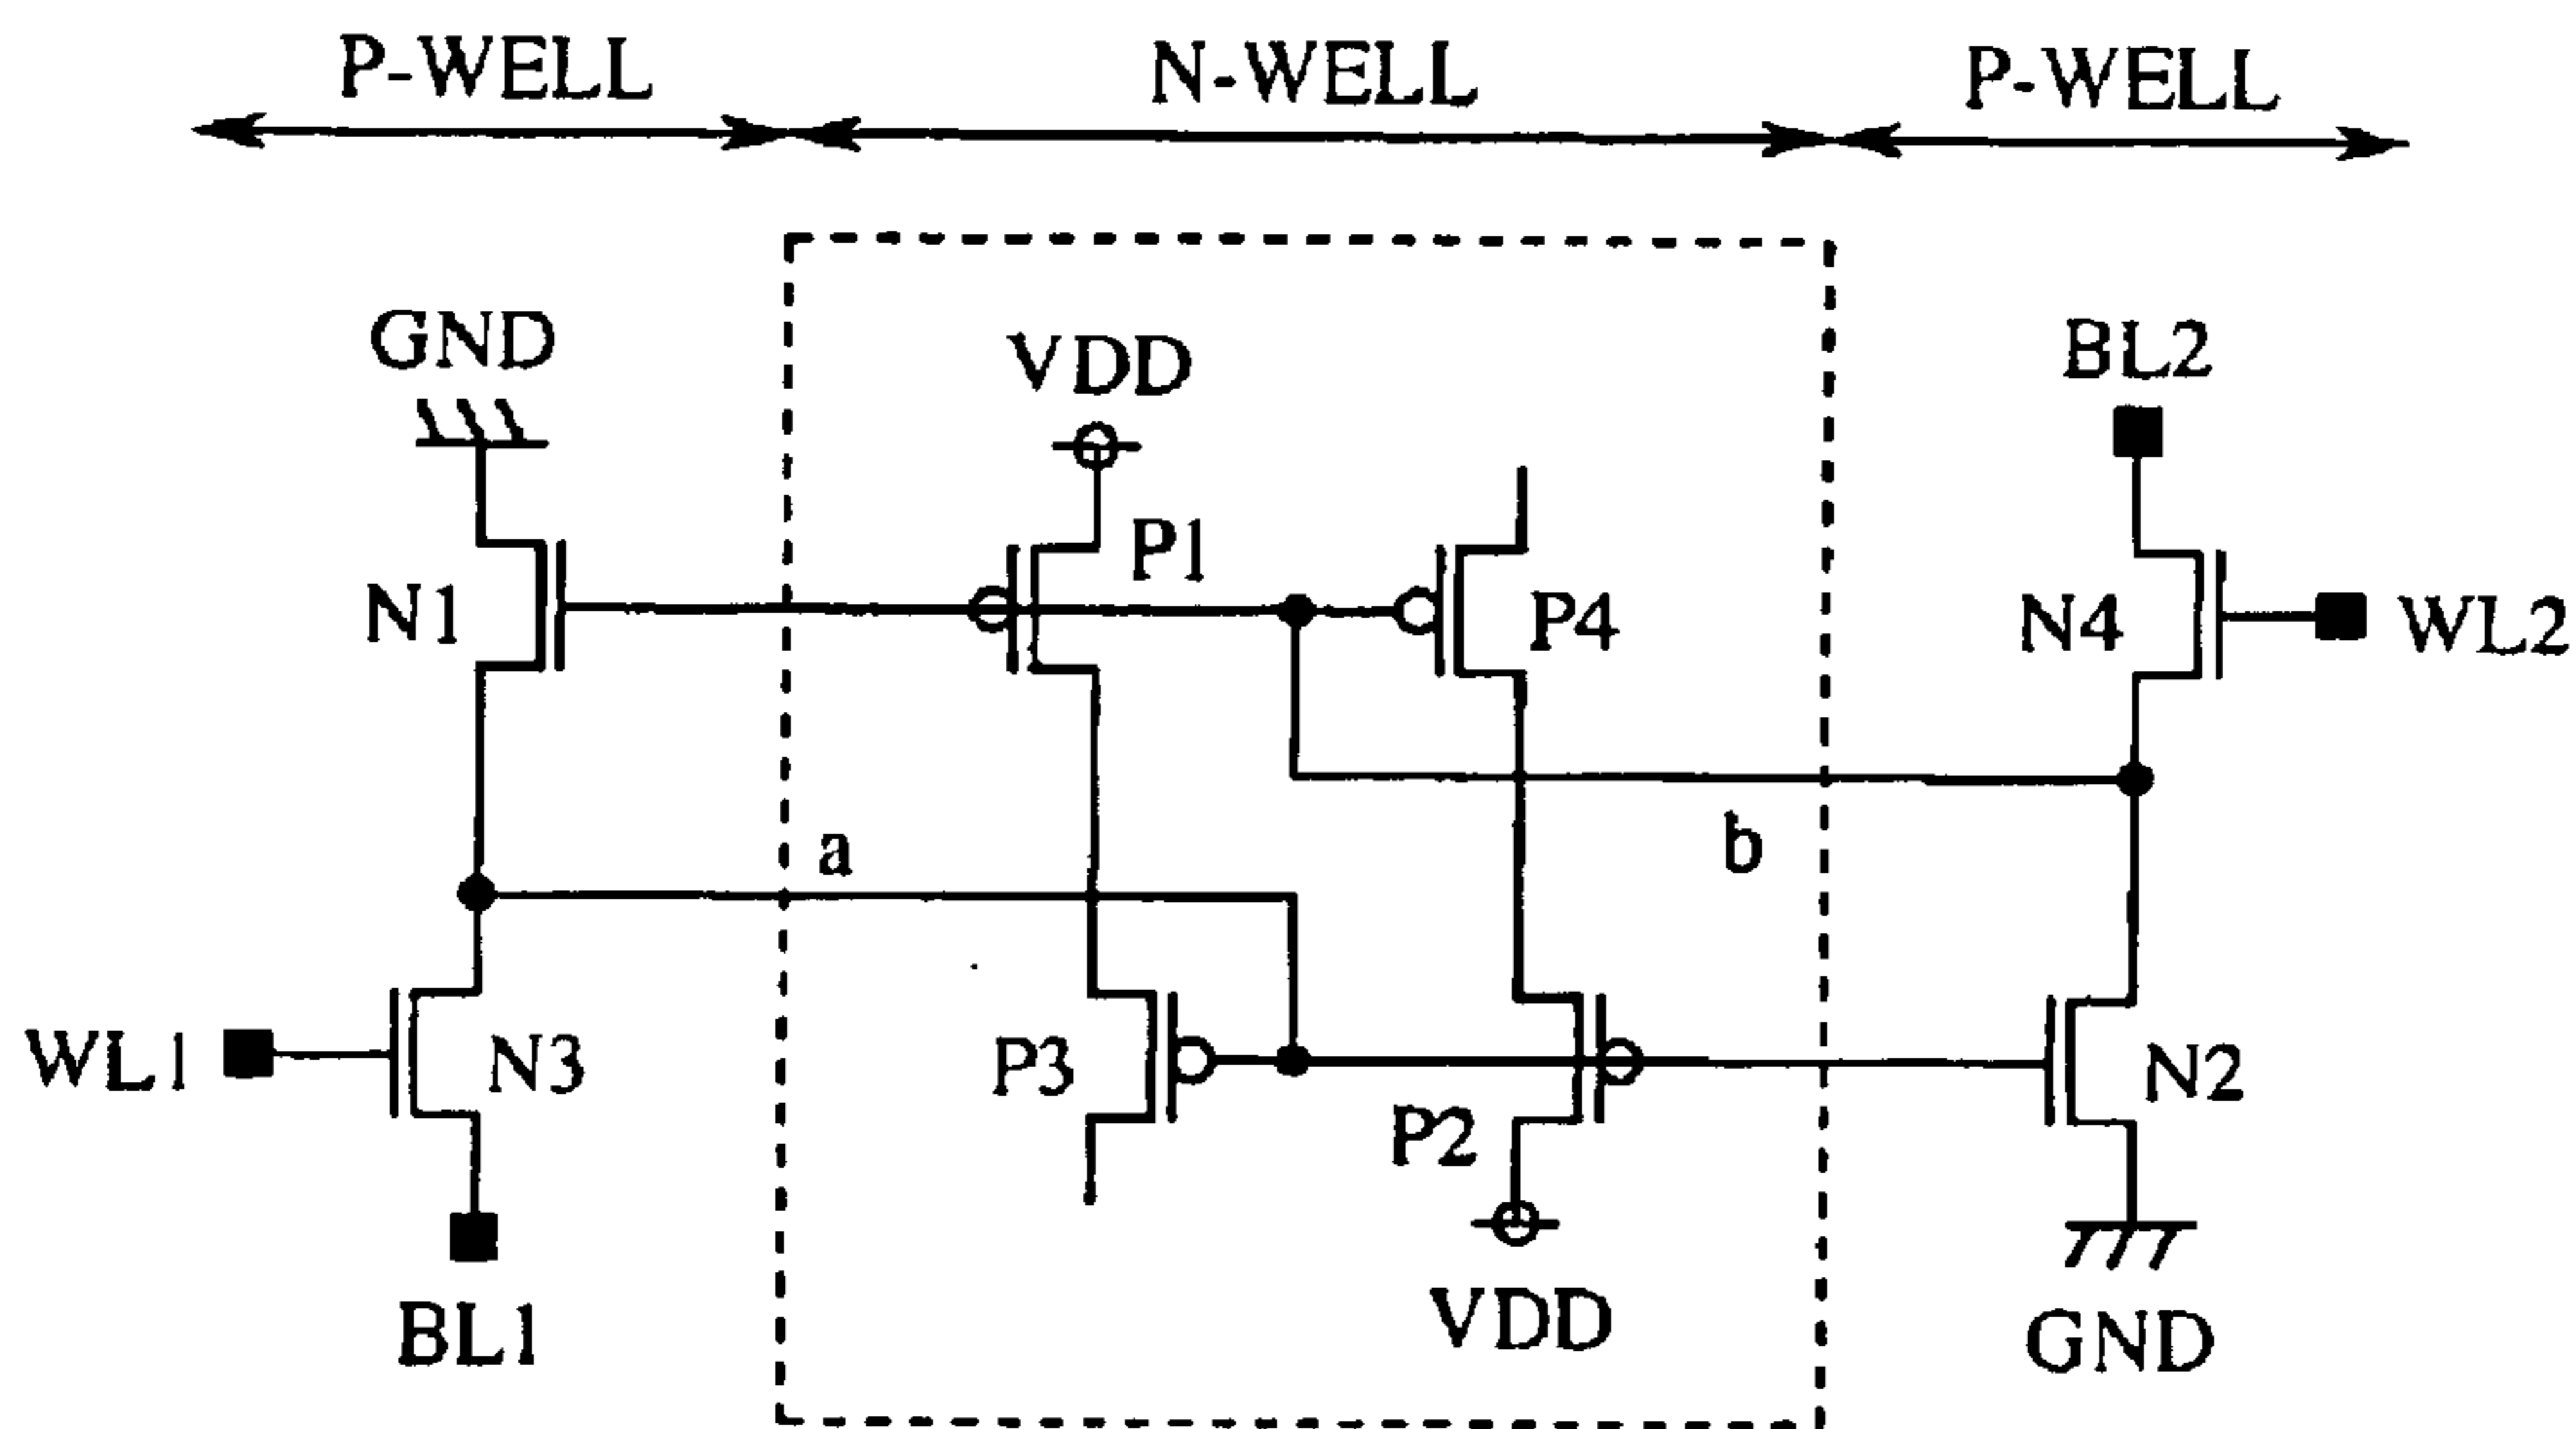 P-WELL N-WELL P-WELL
GND
VDD
BL2
P1
N1
P4
N4
WL2
a
b
WL1
N3
P3
P2
N2
BL1
VDD
GND